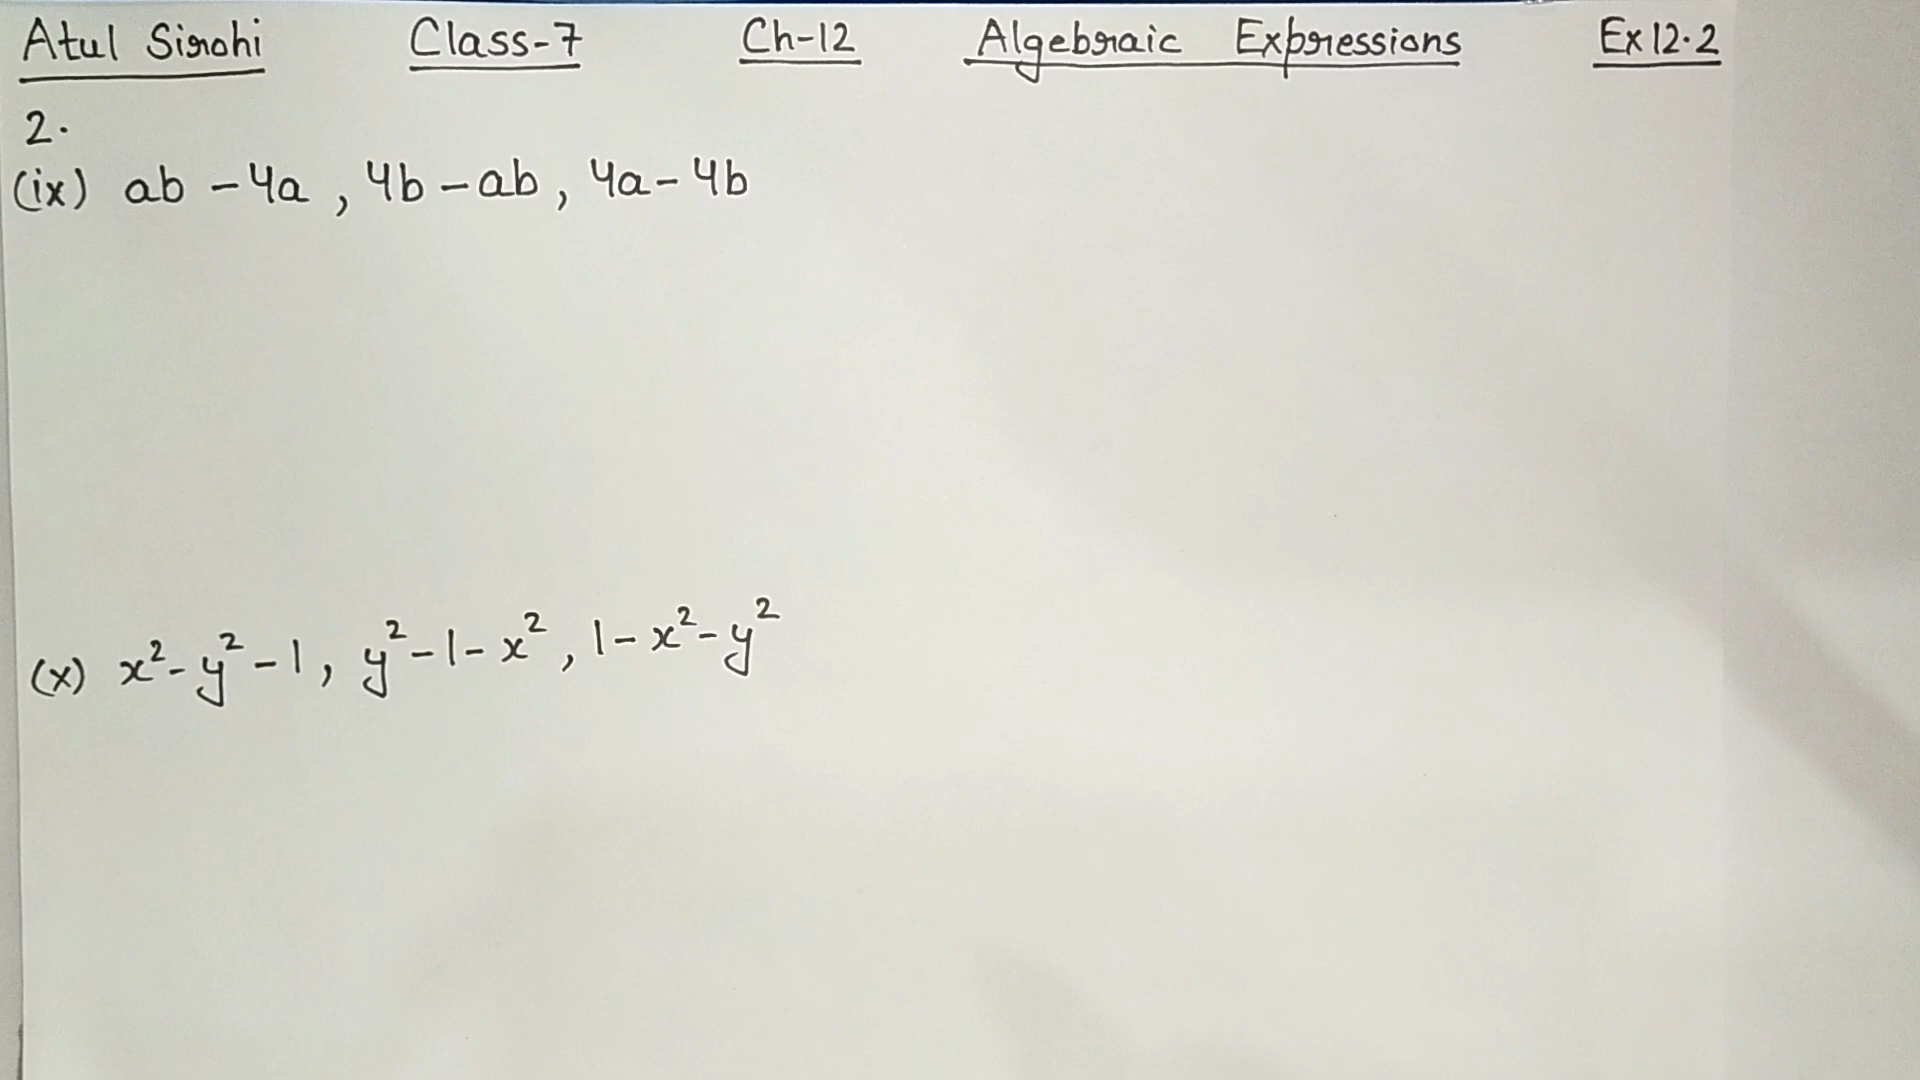 Atul Sirohi Class-7 Ch-12 Algebraic Expressions Ex 12.2
2.
(ix) ab - 4a , 4b - ab , 4a - 4b
(x) x² - y² - 1 , y² - 1 - x² , 1 - x² - y²